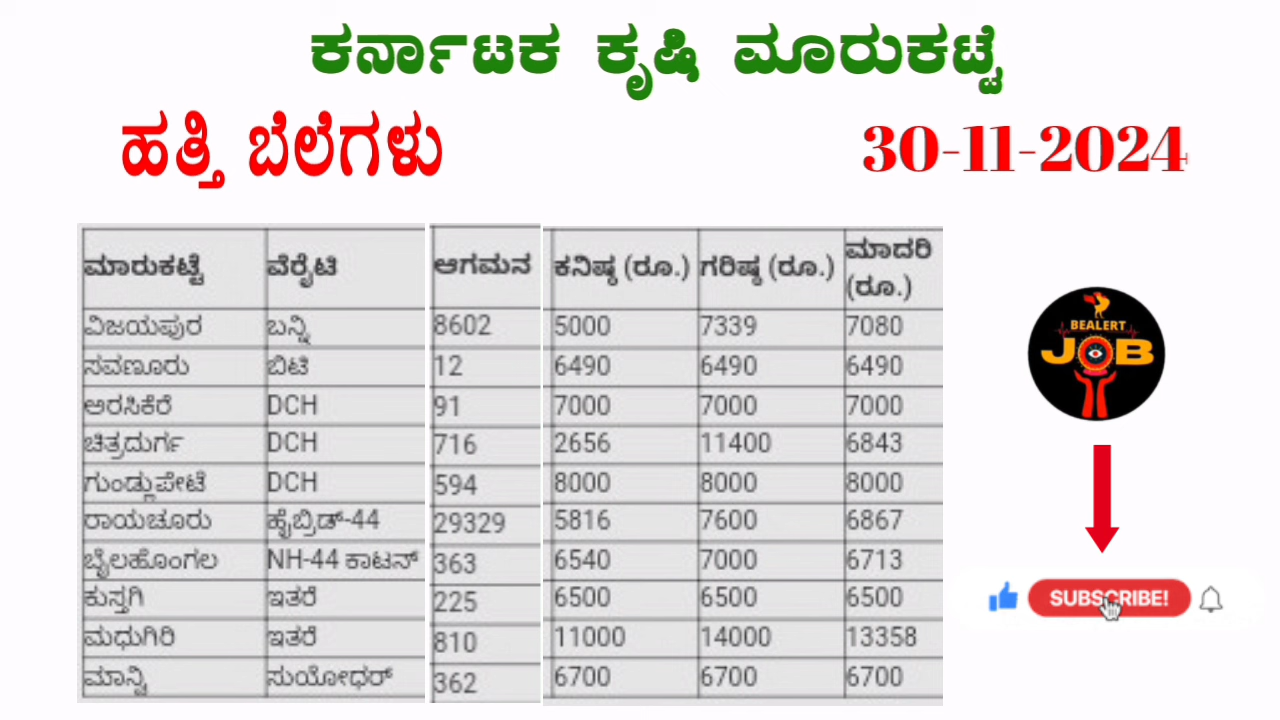 ಕರ್ನಾಟಕ ಕೃಷಿ ಮಾರುಕಟ್ಟೆ
ಹತ್ತಿ ಬೆಲೆಗಳು 30-11-2024
ಮಾರುಕಟ್ಟೆ ವೆರೈಟಿ ಆಗಮನ ಕನಿಷ್ಠ (ರೂ.) ಗರಿಷ್ಠ (ರೂ.) ಮಾದರಿ (ರೂ.)
ವಿಜಯಪುರ ಬನ್ನಿ 8602 5000 7339 7080
ಸವಣೂರು ಬಿಟಿ 12 6490 6490 6490
ಅರಸಿಕೆರೆ DCH 91 7000 7000 7000
ಚಿತ್ರದುರ್ಗ DCH 716 2656 11400 6843
ಗುಂಡ್ಲುಪೇಟೆ DCH 594 8000 8000 8000
ರಾಯಚೂರು ಹೈಬ್ರಿಡ್-44 29329 5816 7600 6867
ಬೈಲಹೊಂಗಲ NH-44 ಕಾಟನ್ 363 6540 7000 6713
ಕುಸ್ತಗಿ ಇತರೆ 225 6500 6500 6500
ಮಧುಗಿರಿ ಇತರೆ 810 11000 14000 13358
ಮಾನ್ವಿ ಸುಯೋಧರ್ 362 6700 6700 6700
BEALERT
JOB
SUBSCRIBE!